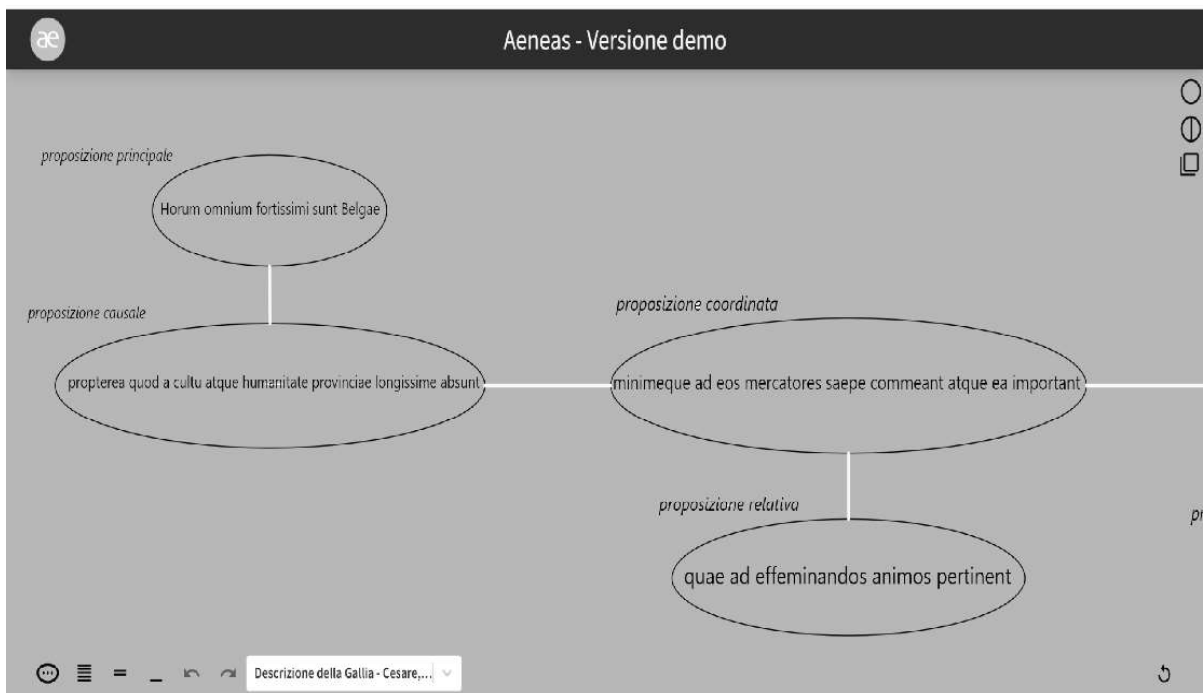 æ
Aeneas - Versione demo
proposizione principale
Horum omnium fortissimi sunt Belgae
proposizione causale
propterea quod a cultu atque humanitate provinciae longissime absunt
proposizione coordinata
minimeque ad eos mercatores saepe commeant atque ea important
proposizione relativa
quae ad effeminandos animos pertinent
pr
Descrizione della Gallia - Cesare,...